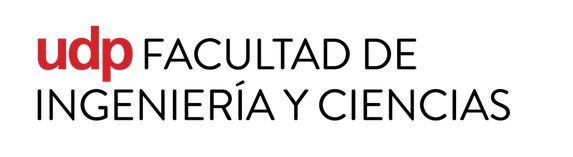 udp FACULTAD DE
INGENIERÍA Y CIENCIAS